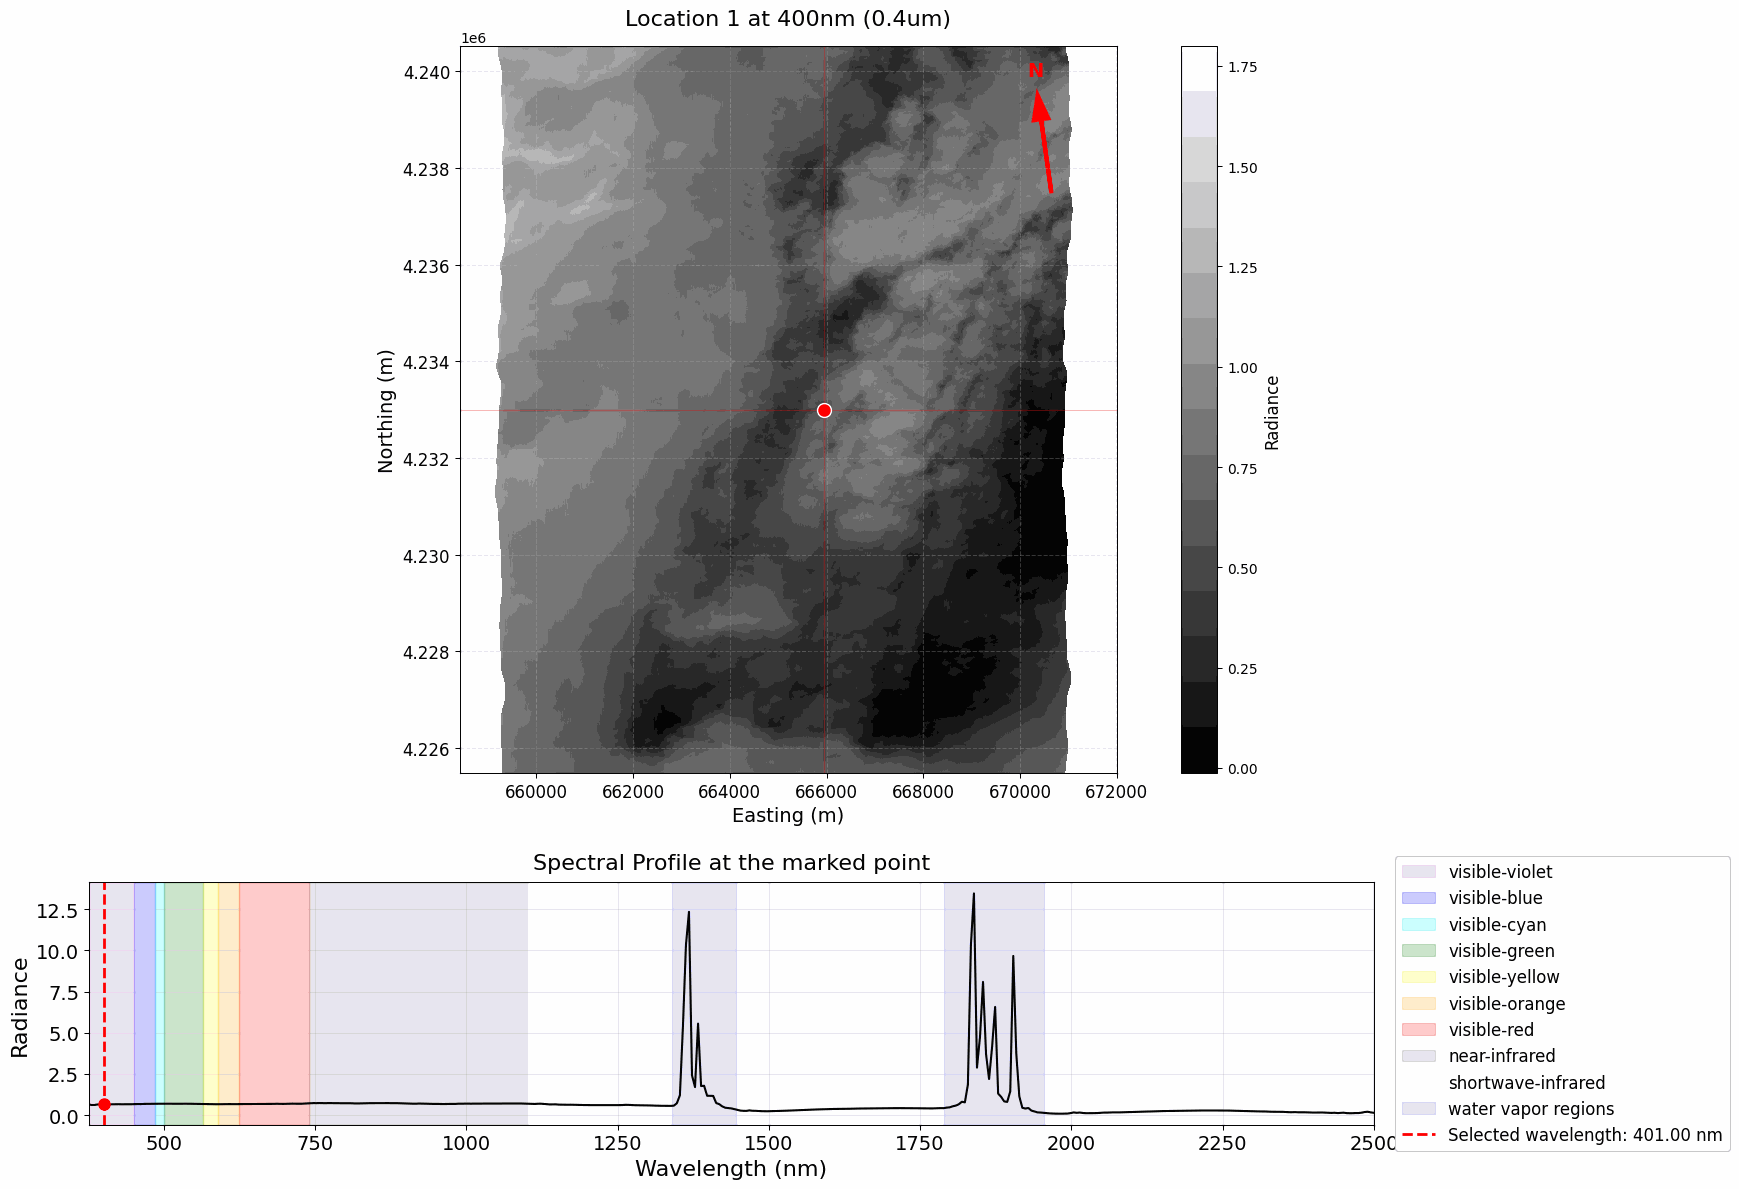 Location 1 at 400nm (0.4um)
1e6
N
4.240
4.238
4.236
4.234
4.232
4.230
4.228
4.226
Northing (m)
660000 662000 664000 666000 668000 670000 672000
Easting (m)
1.75
1.50
1.25
1.00
0.75
0.50
0.25
0.00
Radiance
Spectral Profile at the marked point
12.5
10.0
7.5
5.0
2.5
0.0
Radiance
500 750 1000 1250 1500 1750 2000 2250 2500
Wavelength (nm)
visible-violet
visible-blue
visible-cyan
visible-green
visible-yellow
visible-orange
visible-red
near-infrared
shortwave-infrared
water vapor regions
Selected wavelength: 401.00 nm